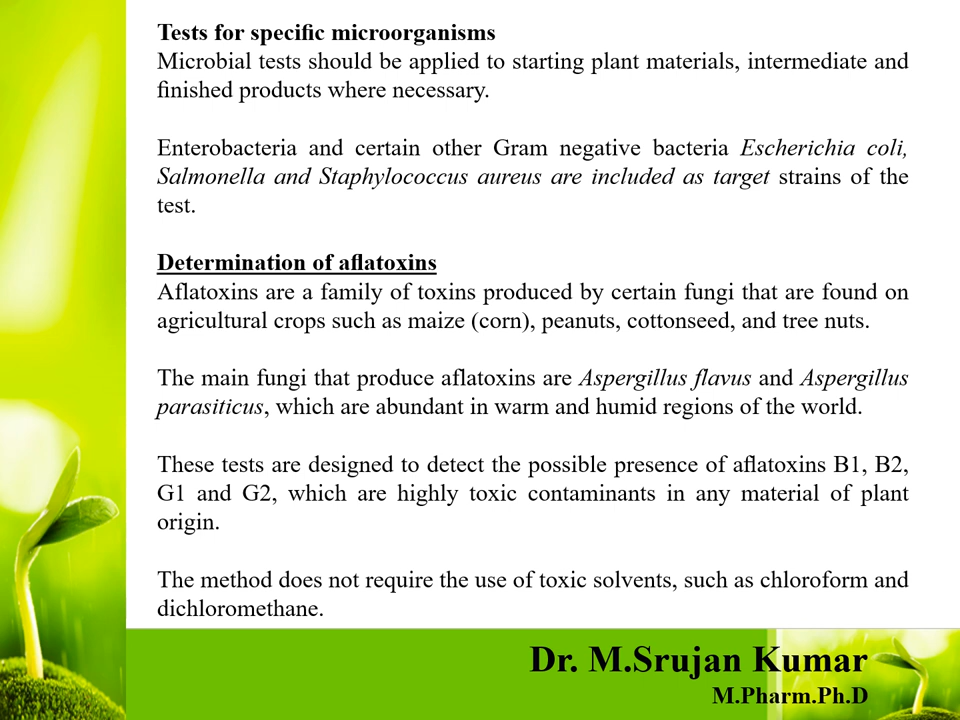 Tests for specific microorganisms
Microbial tests should be applied to starting plant materials, intermediate and
finished products where necessary.
Enterobacteria and certain other Gram negative bacteria Escherichia coli,
Salmonella and Staphylococcus aureus are included as target strains of the
test.
Determination of aflatoxins
Aflatoxins are a family of toxins produced by certain fungi that are found on
agricultural crops such as maize (corn), peanuts, cottonseed, and tree nuts.
The main fungi that produce aflatoxins are Aspergillus flavus and Aspergillus
parasiticus, which are abundant in warm and humid regions of the world.
These tests are designed to detect the possible presence of aflatoxins B1, B2,
G1 and G2, which are highly toxic contaminants in any material of plant
origin.
The method does not require the use of toxic solvents, such as chloroform and
dichloromethane.
Dr. M.Srujan Kumar
M.Pharm.Ph.D